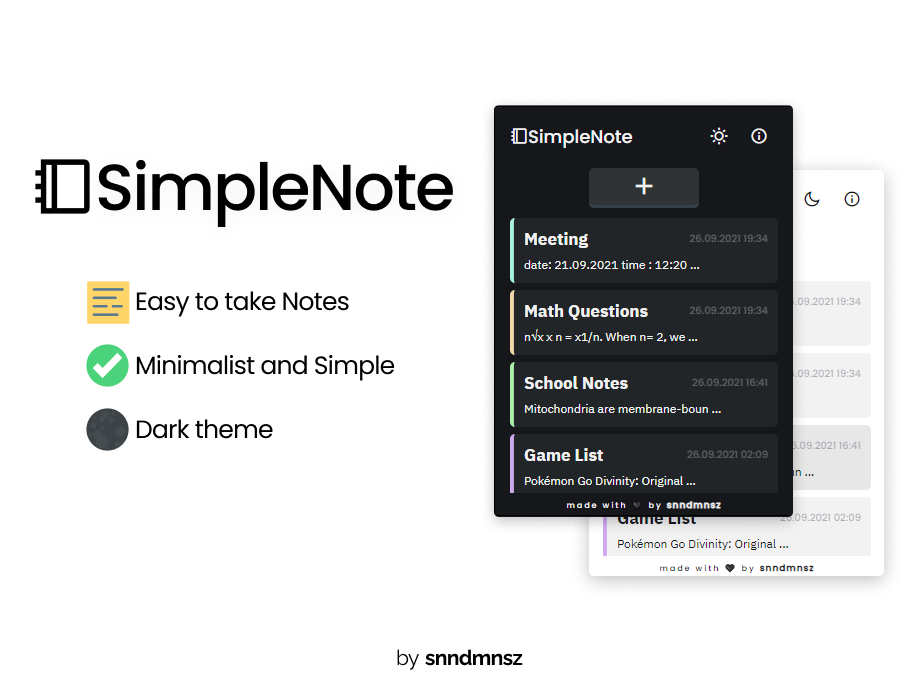 SimpleNote
Easy to take Notes
Minimalist and Simple
Dark theme
SimpleNote
+
Meeting 26.09.2021 19:34
date: 21.09.2021 time : 12:20 ...
Math Questions 26.09.2021 19:34
n√x x n = x1/n. When n= 2, we ...
School Notes 26.09.2021 16:41
Mitochondria are membrane-boun ...
Game List 26.09.2021 02:09
Pokémon Go Divinity: Original ...
made with by snndmnsz
.09.2021 19:34
.09.2021 19:34
.09.2021 16:41
un ...
Game List 26.09.2021 02:09
Pokémon Go Divinity: Original ...
made with by snndmnsz
by snndmnsz